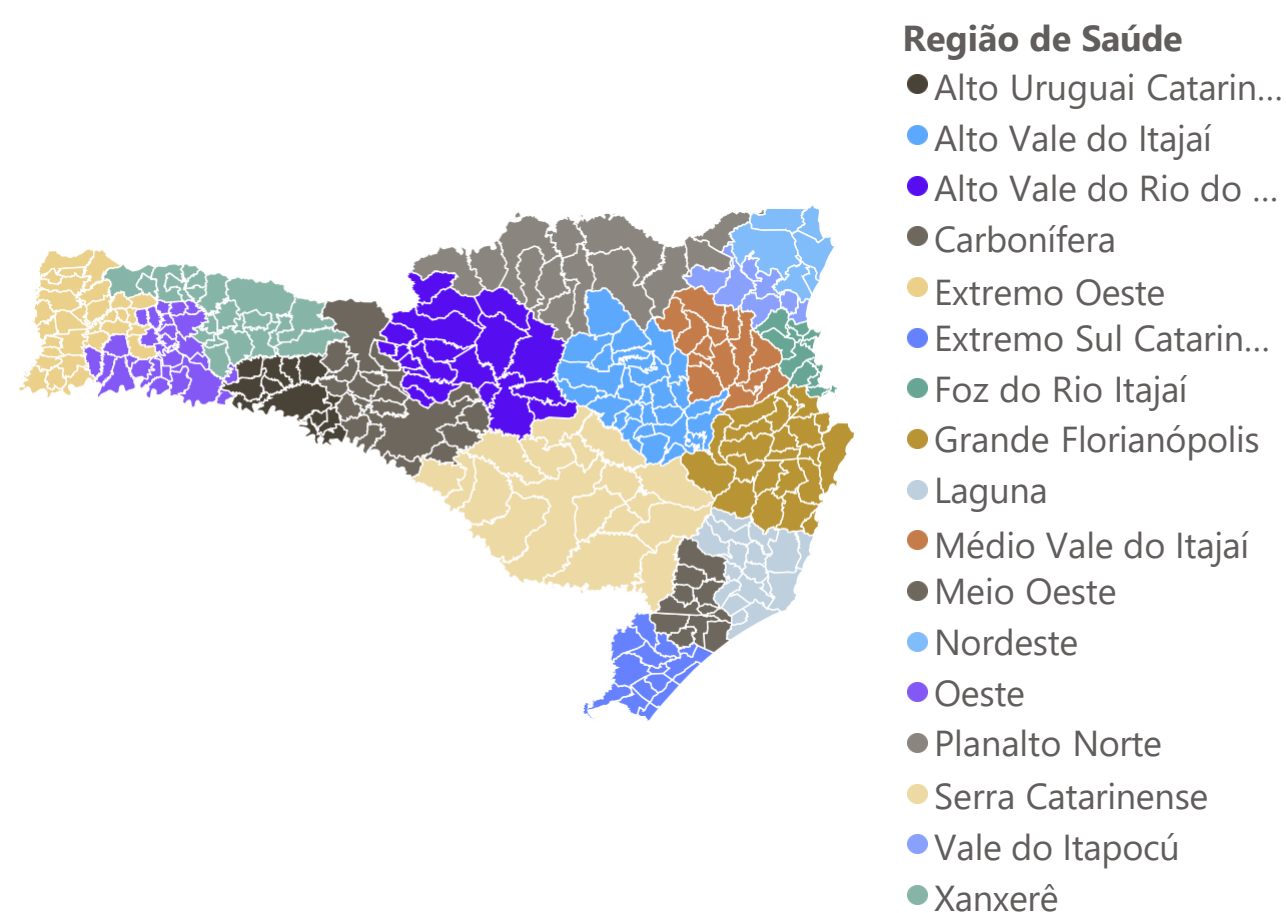 Região de Saúde
Alto Uruguai Catarin...
Alto Vale do Itajaí
Alto Vale do Rio do ...
Carbonífera
Extremo Oeste
Extremo Sul Catarin...
Foz do Rio Itajaí
Grande Florianópolis
Laguna
Médio Vale do Itajaí
Meio Oeste
Nordeste
Oeste
Planalto Norte
Serra Catarinense
Vale do Itapocú
Xanxerê